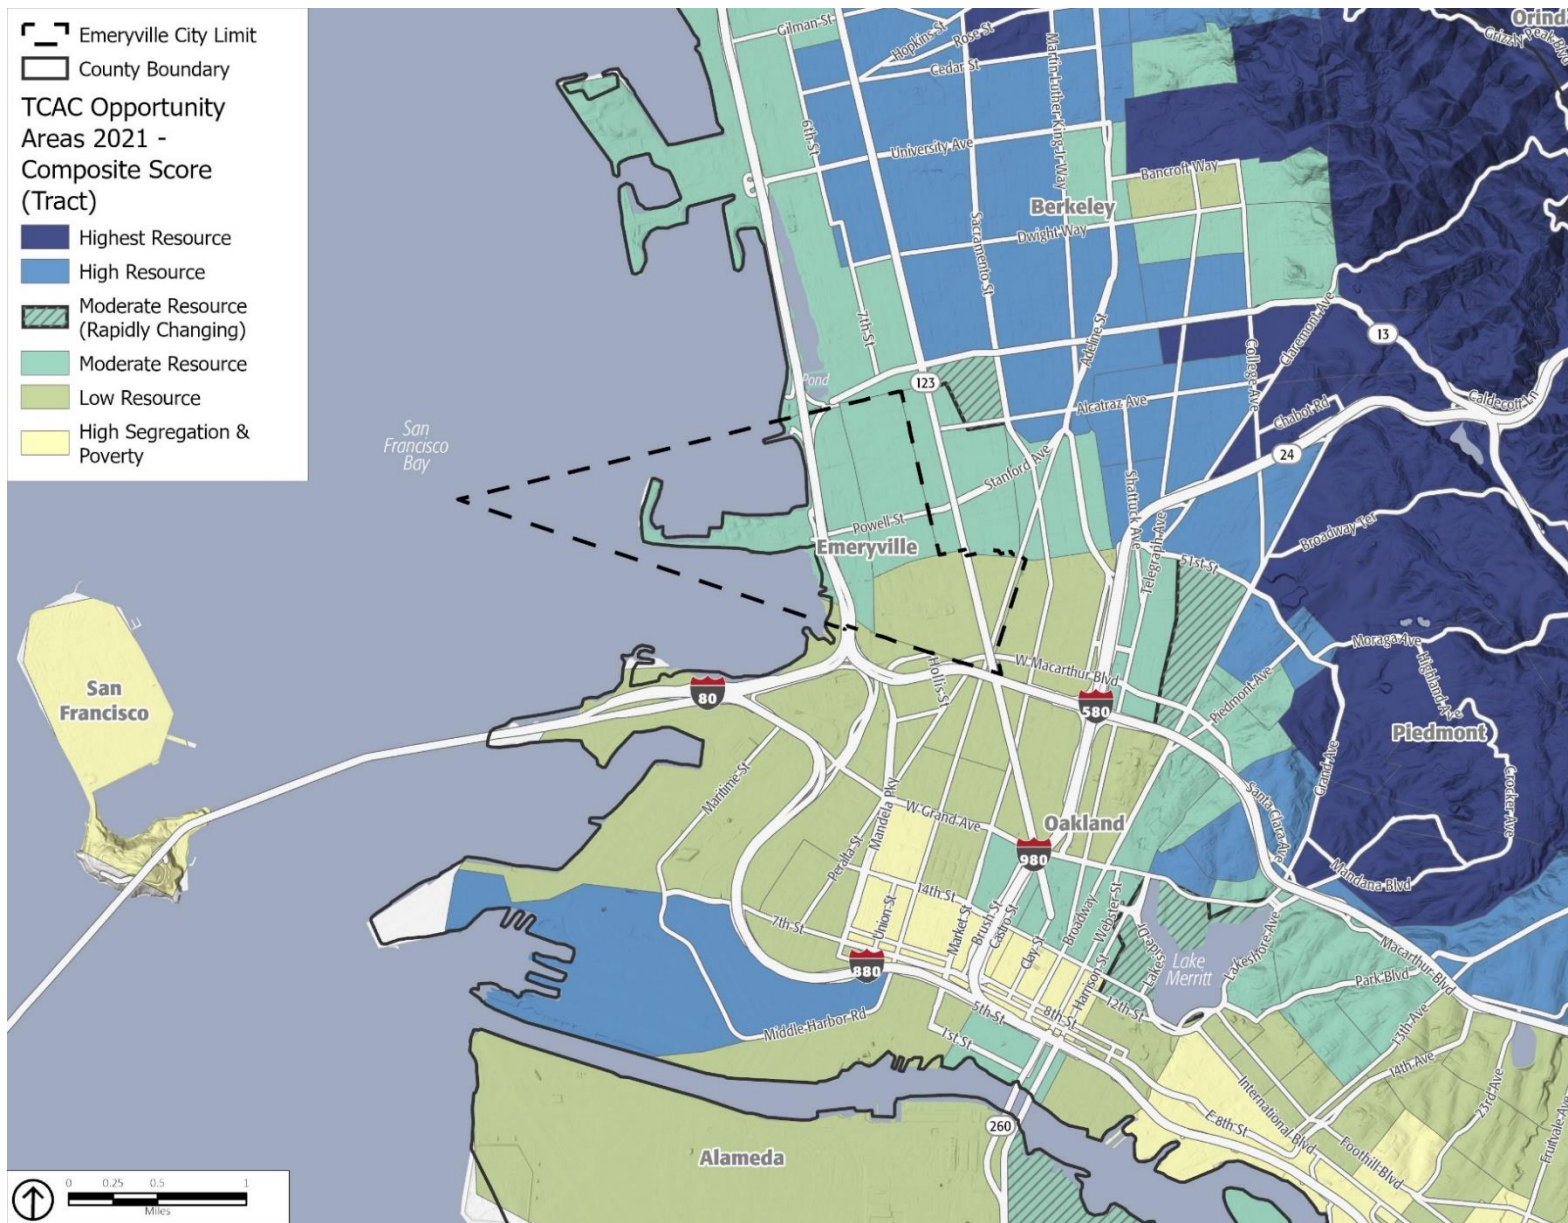 Emeryville City Limit
County Boundary
TCAC Opportunity
Areas 2021 -
Composite Score
(Tract)
Highest Resource
High Resource
Moderate Resource
(Rapidly Changing)
Moderate Resource
Low Resource
High Segregation &
Poverty
Gilman St
Hopkins St
Rose St
Cedar St
Martin Luther King Jr Way
6th St
University Ave
Bancroft Way
Berkeley
Dwight Way
Sacramento St
7th St
Adeline St
Claremont Ave
College Ave
13
Pond
123
Alcatraz Ave
Chabot Rd
Caldecott Ln
24
San
Francisco
Bay
Stanford Ave
Shattuck Ave
Telegraph Ave
Broadway Ter
Powell St
Emeryville
51st St
Moraga Ave
Highland Ave
Piedmont Ave
Piedmont
San
Francisco
Hollis St
W Macarthur Blvd
80
580
Grand Ave
Crocker Ave
Maritime St
Mandela Pky
W Grand Ave
Oakland
Santa Clara Ave
980
Peralta St
Mandana Blvd
14th St
7th St
Union St
Market St
Brush St
Castro St
Clay St
Broadway
Webster St
Harrison St
Lakeshore Ave
Lake
Merritt
Macarthur Blvd
Park Blvd
880
5th St
8th St
12th St
Middle Harbor Rd
1st St
13th Ave
14th Ave
23rd Ave
Fruitvale Ave
International Blvd
E 8th St
Foothill Blvd
260
Alameda
0 0.25 0.5 1
Miles